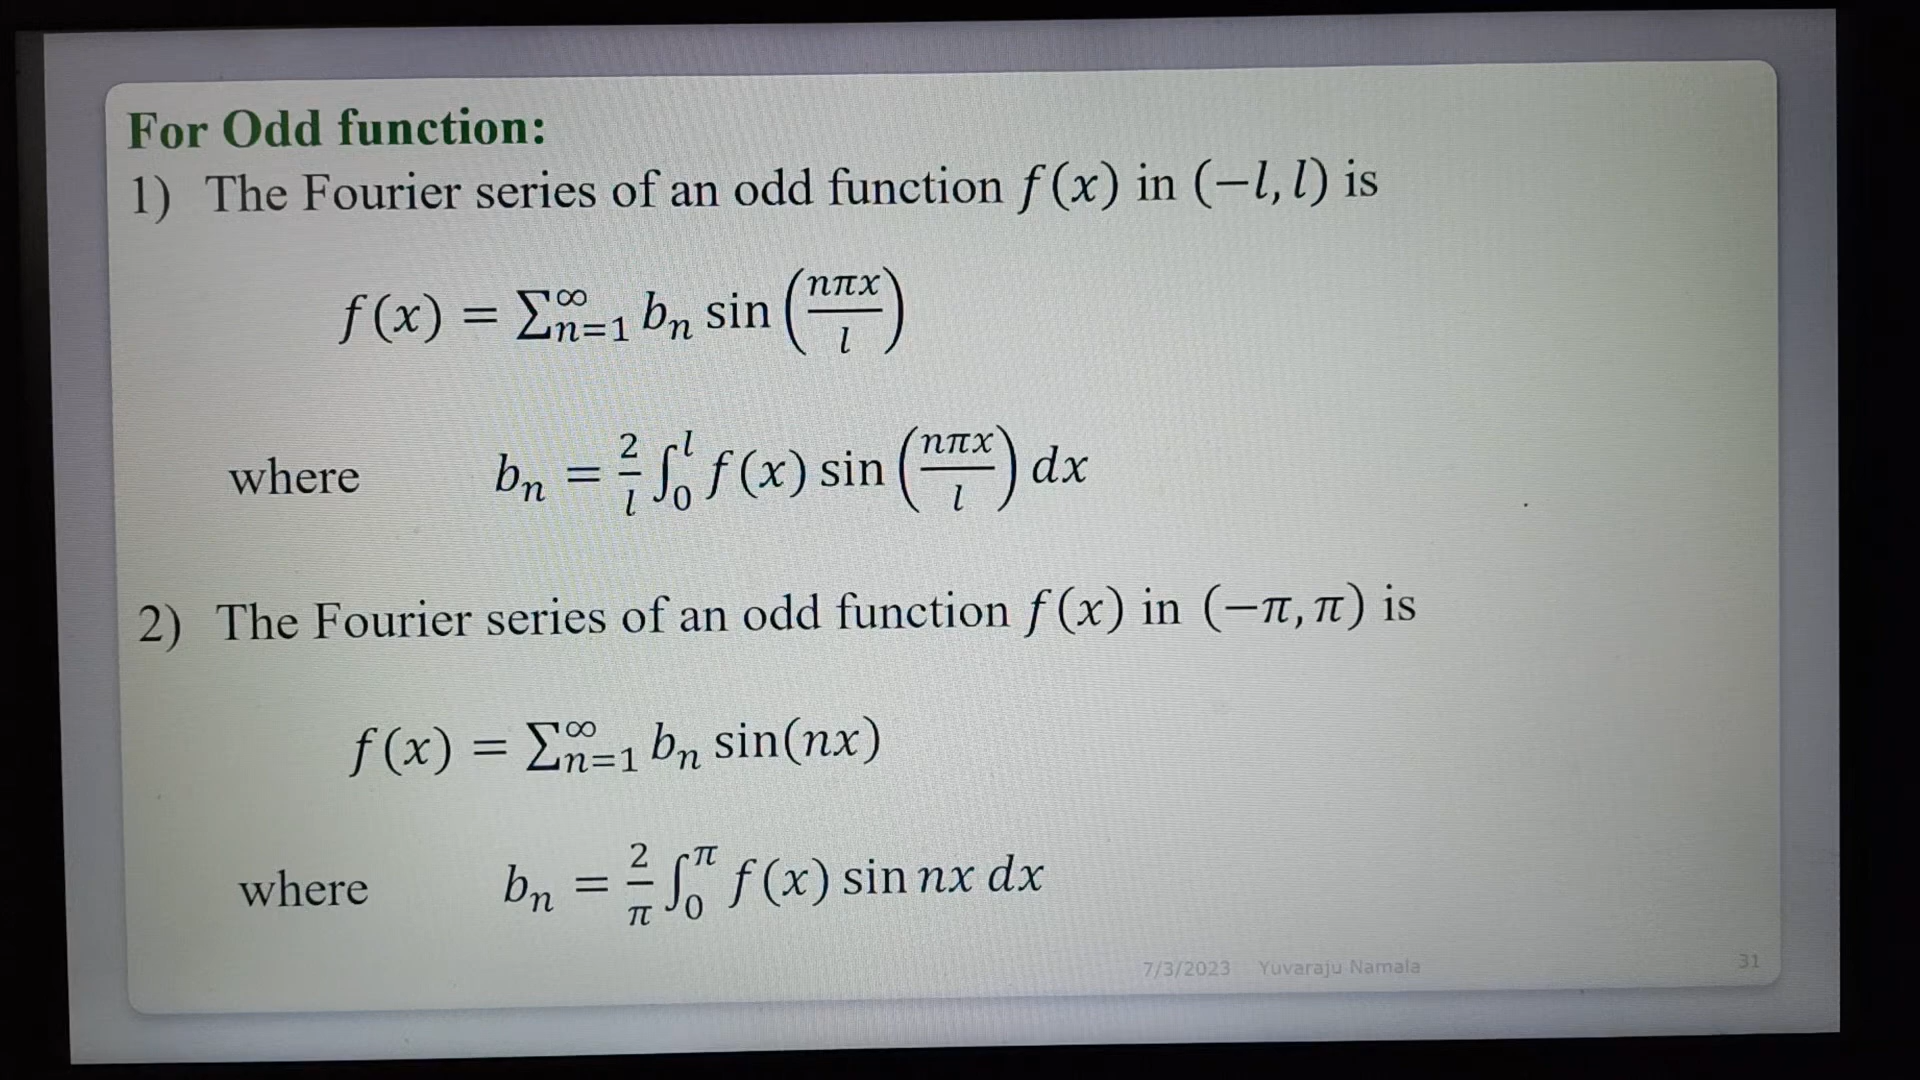 For Odd function:
1) The Fourier series of an odd function f(x) in (−l, l) is
f(x) = ∑_{n=1}^{∞} b_n sin(nπx/l)
where b_n = 2/l ∫_0^l f(x) sin(nπx/l) dx
2) The Fourier series of an odd function f(x) in (−π, π) is
f(x) = ∑_{n=1}^{∞} b_n sin(nx)
where b_n = 2/π ∫_0^π f(x) sin nx dx
7/3/2023 Yuvaraju Namala 31